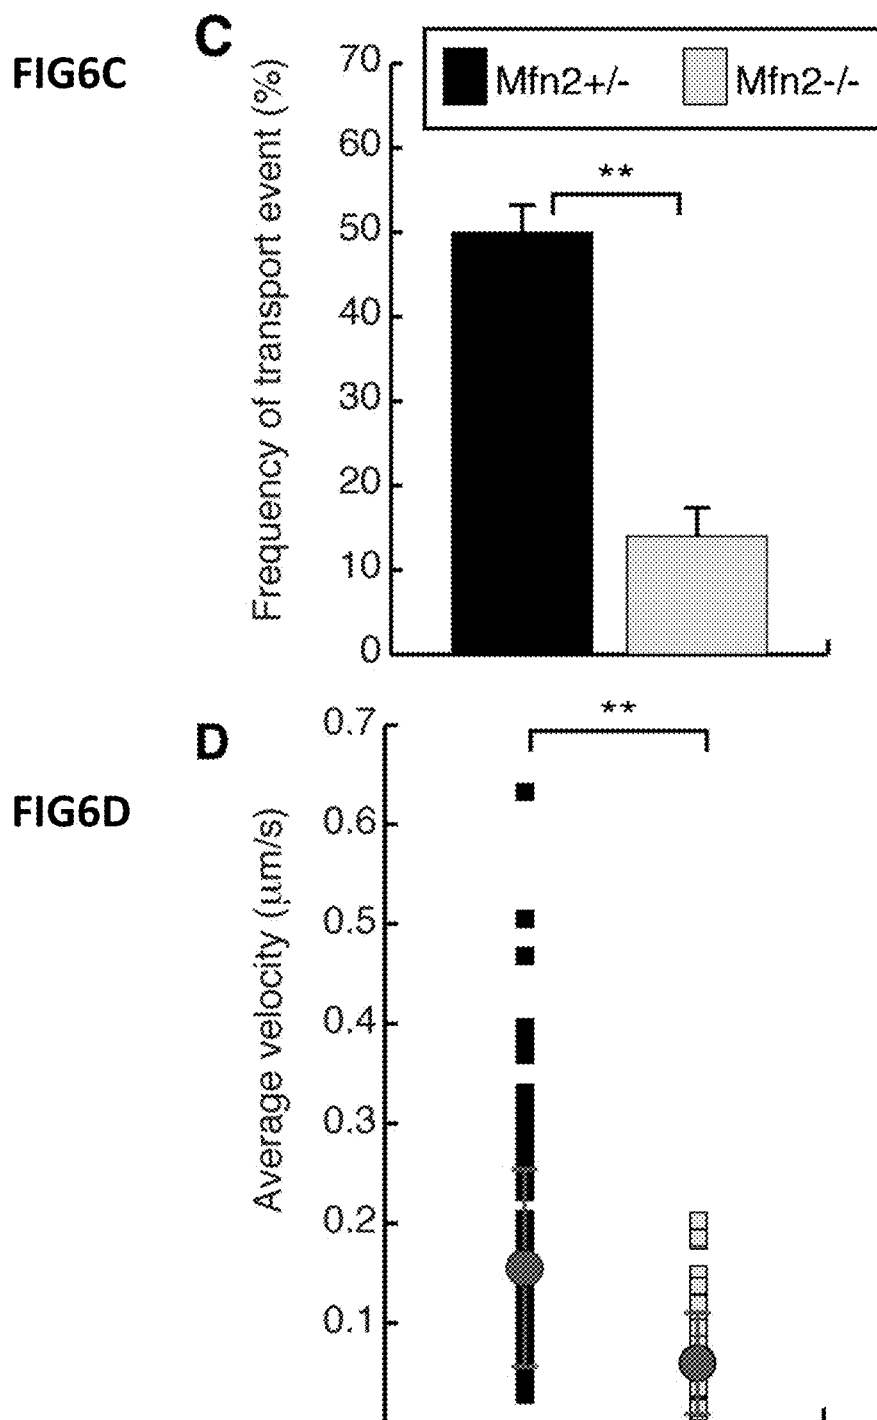 FIG6C
C
Mfn2+/- Mfn2-/-
Frequency of transport event (%)
70
60
50
40
30
20
10
0
**
FIG6D
D
Average velocity (μm/s)
0.7
0.6
0.5
0.4
0.3
0.2
0.1
**